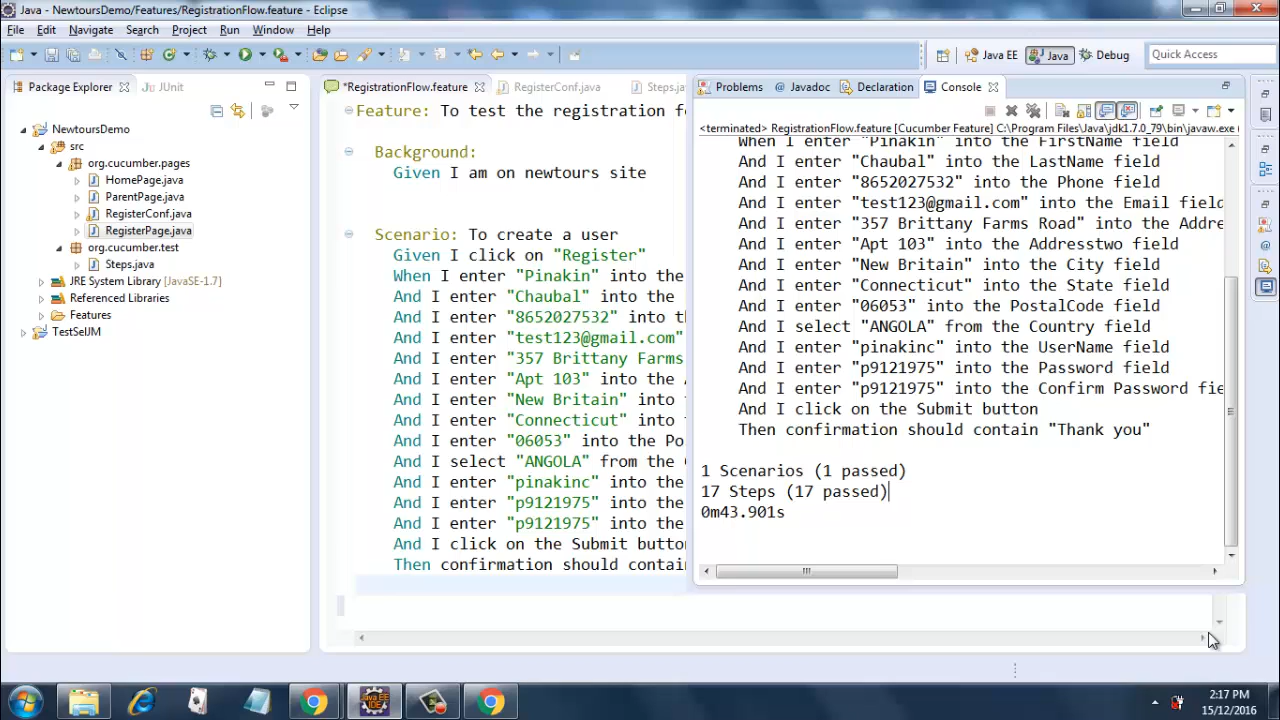 Java - NewtoursDemo/Features/RegistrationFlow.feature - Eclipse
File Edit Navigate Search Project Run Window Help
Java EE Java Debug Quick Access
Package Explorer JUnit
NewtoursDemo
src
org.cucumber.pages
HomePage.java
ParentPage.java
RegisterConf.java
RegisterPage.java
org.cucumber.test
Steps.java
JRE System Library [JavaSE-1.7]
Referenced Libraries
Features
TestSelJM
*RegistrationFlow.feature RegisterConf.java Steps.ja
Feature: To test the registration f
Background:
Given I am on newtours site
Scenario: To create a user
Given I click on "Register"
When I enter "Pinakin" into the
And I enter "Chaubal" into the
And I enter "8652027532" into th
And I enter "test123@gmail.com"
And I enter "357 Brittany Farms
And I enter "Apt 103" into the
And I enter "New Britain" into
And I enter "Connecticut" into t
And I enter "06053" into the Po
And I select "ANGOLA" from the
And I enter "pinakinc" into the
And I enter "p9121975" into the
And I enter "p9121975" into the
And I click on the Submit butto
Then confirmation should contai
Problems @ Javadoc Declaration Console
<terminated> RegistrationFlow.feature [Cucumber Feature] C:\Program Files\Java\jdk1.7.0_79\bin\javaw.exe (
When I enter "Pinakin" into the FirstName field
And I enter "Chaubal" into the LastName field
And I enter "8652027532" into the Phone field
And I enter "test123@gmail.com" into the Email field
And I enter "357 Brittany Farms Road" into the Addre
And I enter "Apt 103" into the Addresstwo field
And I enter "New Britain" into the City field
And I enter "Connecticut" into the State field
And I enter "06053" into the PostalCode field
And I select "ANGOLA" from the Country field
And I enter "pinakinc" into the UserName field
And I enter "p9121975" into the Password field
And I enter "p9121975" into the Confirm Password fie
And I click on the Submit button
Then confirmation should contain "Thank you"
1 Scenarios (1 passed)
17 Steps (17 passed)
0m43.901s
Java EE
IDE
2:17 PM
15/12/2016